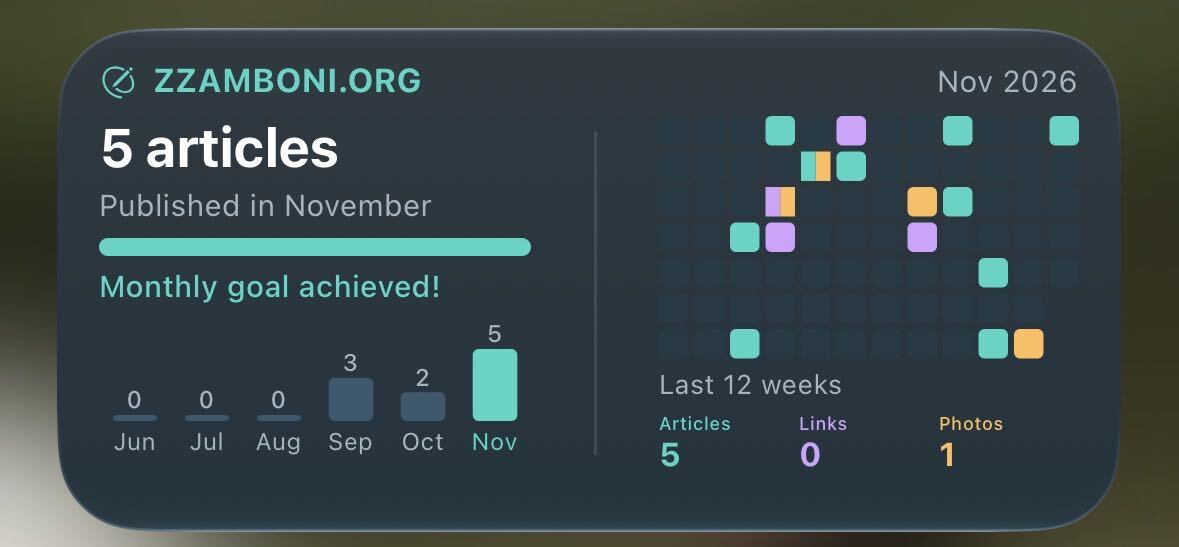 ZZAMBONI.ORG
5 articles
Published in November
Monthly goal achieved!
0 0 0 3 2 5
Jun Jul Aug Sep Oct Nov
Nov 2026
Last 12 weeks
Articles Links Photos
5 0 1